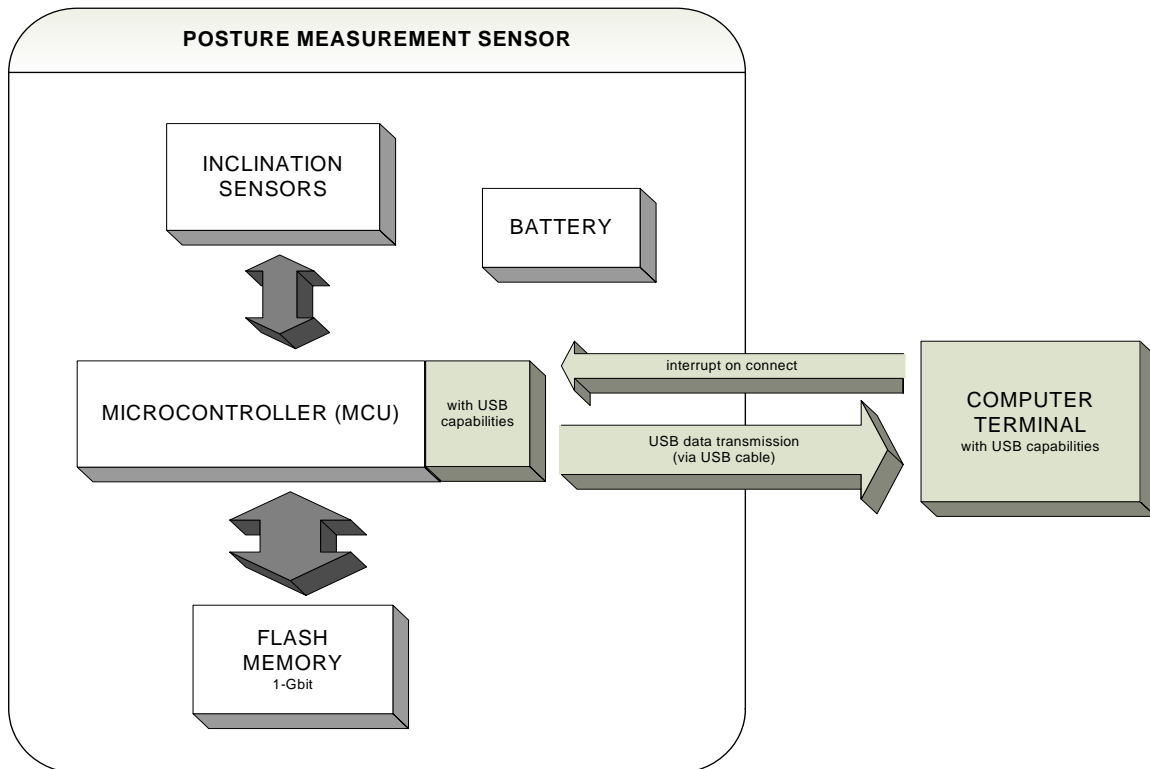 POSTURE MEASUREMENT SENSOR
INCLINATION
SENSORS
BATTERY
MICROCONTROLLER (MCU)
with USB
capabilities
interrupt on connect
USB data transmission
(via USB cable)
COMPUTER
TERMINAL
with USB capabilities
FLASH
MEMORY
1-Gbit